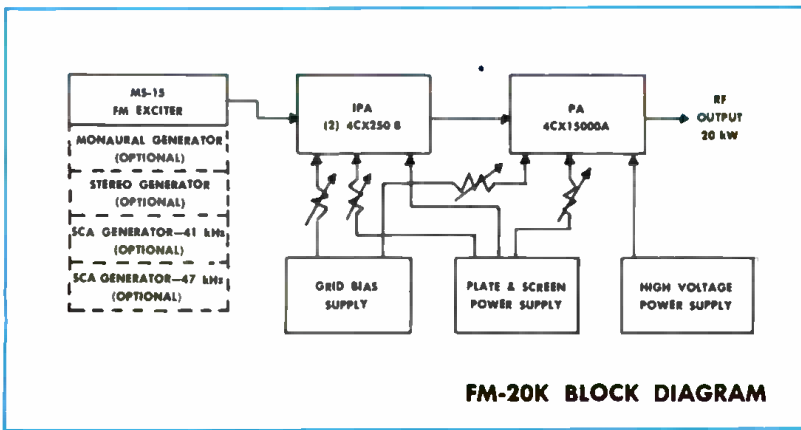 MS-15
FM EXCITER
MONAURAL GENERATOR
(OPTIONAL)
STEREO GENERATOR
(OPTIONAL)
SCA GENERATOR—41 kHz
(OPTIONAL)
SCA GENERATOR—47 kHz
(OPTIONAL)
IPA
(2) 4CX250B
PA
4CX15000A
RF
OUTPUT
20 kW
GRID BIAS
SUPPLY
PLATE & SCREEN
POWER SUPPLY
HIGH VOLTAGE
POWER SUPPLY
FM-20K BLOCK DIAGRAM